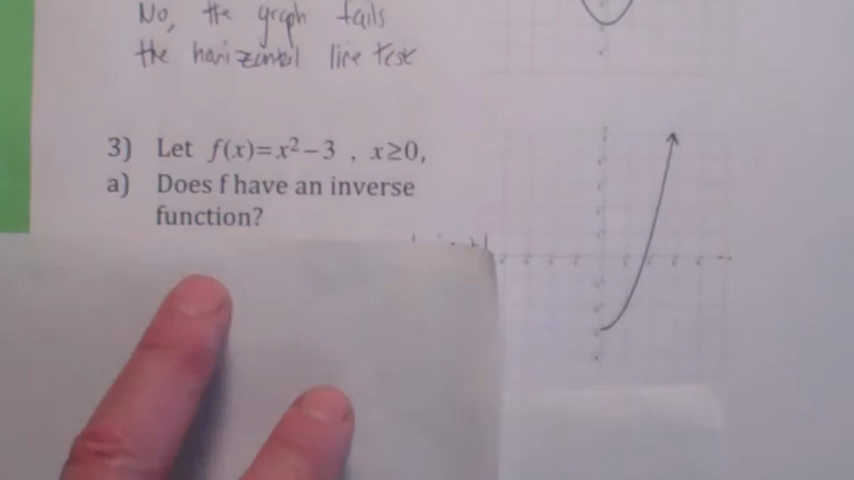 No, the graph fails
the horizontal line test
3) Let f(x)=x²−3 , x≥0,
a) Does f have an inverse
function?